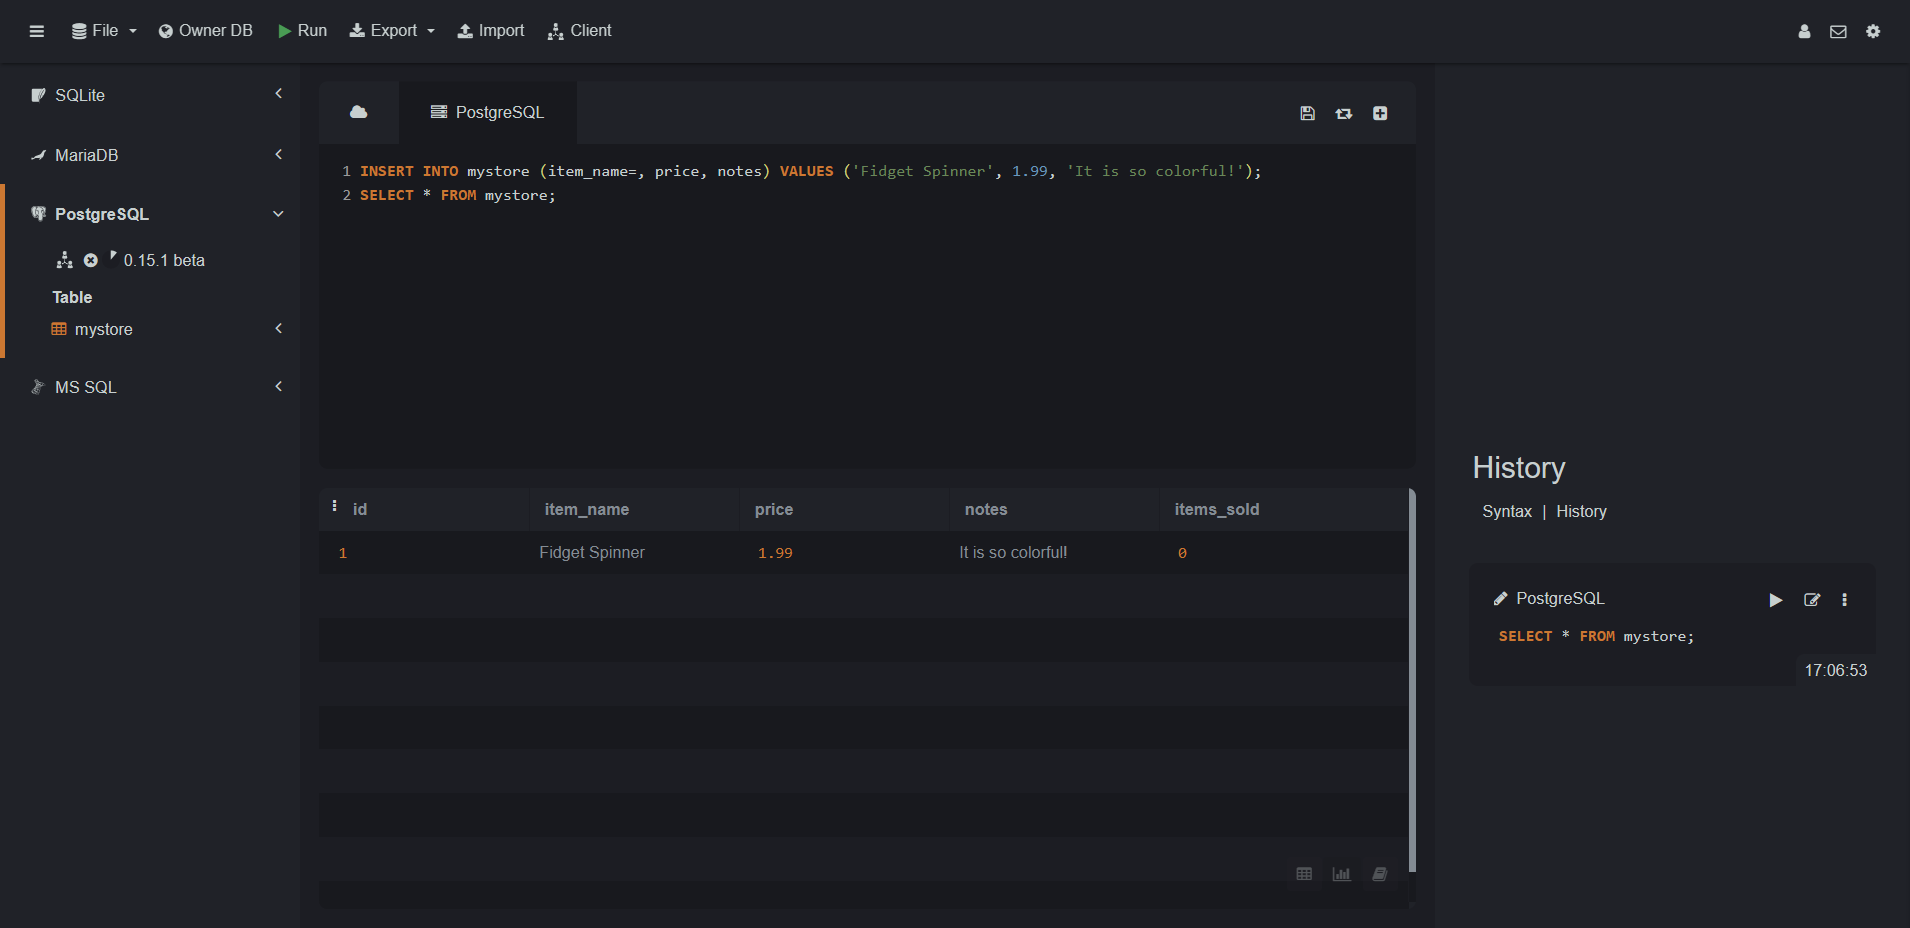 File Owner DB Run Export Import Client
SQLite
MariaDB
PostgreSQL
0.15.1 beta
Table
mystore
MS SQL
PostgreSQL
1 INSERT INTO mystore (item_name=, price, notes) VALUES ('Fidget Spinner', 1.99, 'It is so colorful!');
2 SELECT * FROM mystore;
id item_name price notes items_sold
1 Fidget Spinner 1.99 It is so colorful! 0
History
Syntax | History
PostgreSQL
SELECT * FROM mystore;
17:06:53